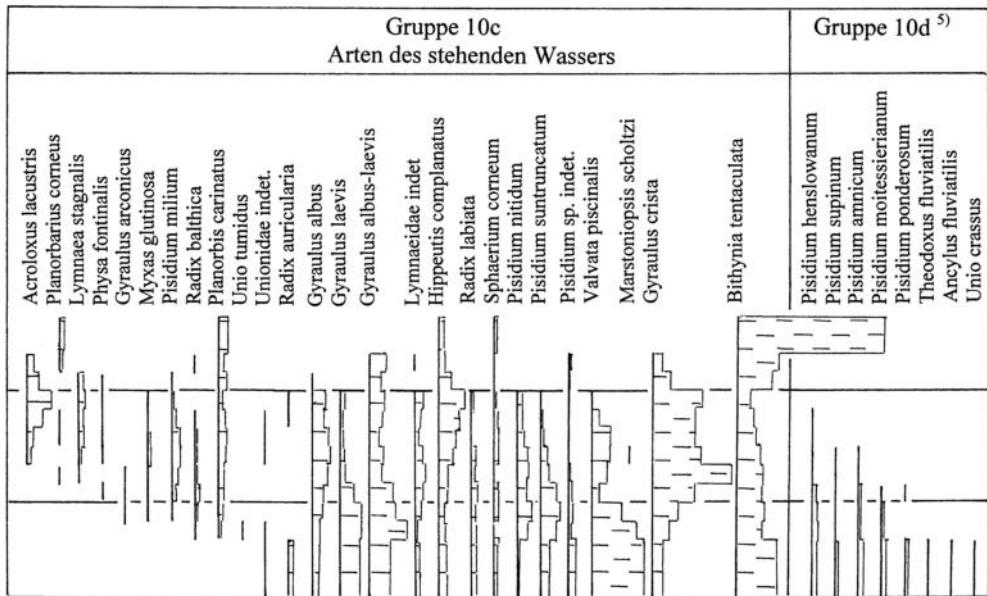 Gruppe 10c
Arten des stehenden Wassers
Gruppe 10d 5)
Acroloxus lacustris
Planorbarius corneus
Lymnaea stagnalis
Physa fontinalis
Gyraulus arconicus
Myxas glutinosa
Pisidium milium
Radix balthica
Planorbis carinatus
Unio tumidus
Unionidae indet.
Radix auricularia
Gyraulus albus
Gyraulus laevis
Gyraulus albus-laevis
Lymnaeidae indet
Hippeutis complanatus
Radix labiata
Sphaerium corneum
Pisidium nitidum
Pisidium suntruncatum
Pisidium sp. indet.
Valvata piscinalis
Marstoniopsis scholtzi
Gyraulus crista
Bithynia tentaculata
Pisidium henslowanum
Pisidium supinum
Pisidium amnicum
Pisidium moitessierianum
Pisidium ponderosum
Theodoxus fluviatilis
Ancylus fluviatilis
Unio crassus